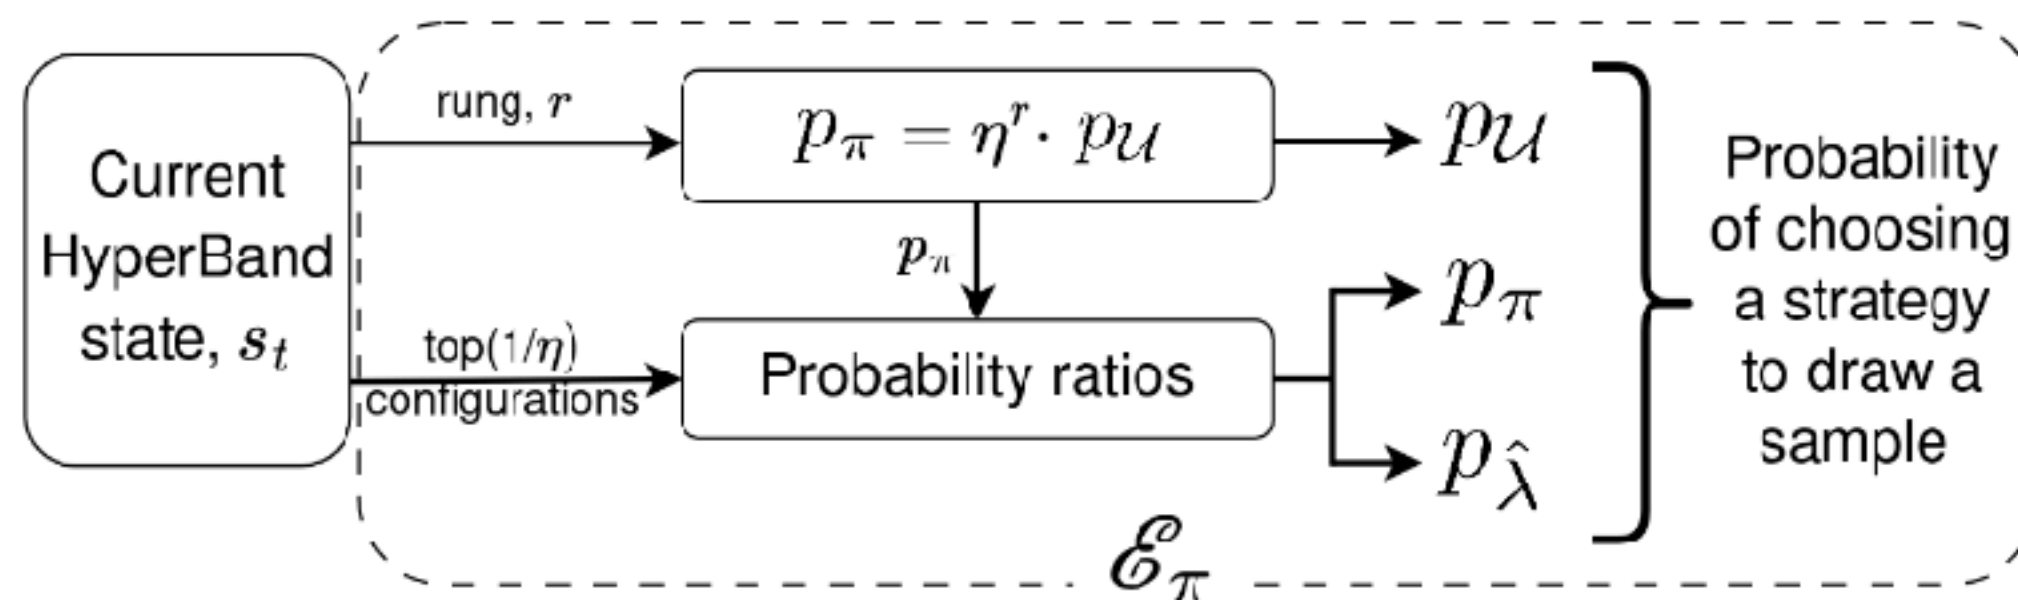 Current
HyperBand
state, s_t
rung, r
p_π = η^r · p_𝒰
p_𝒰
p_π
top(1/η)
configurations
Probability ratios
p_π
p_λ̂
Probability
of choosing
a strategy
to draw a
sample
ℰ_π